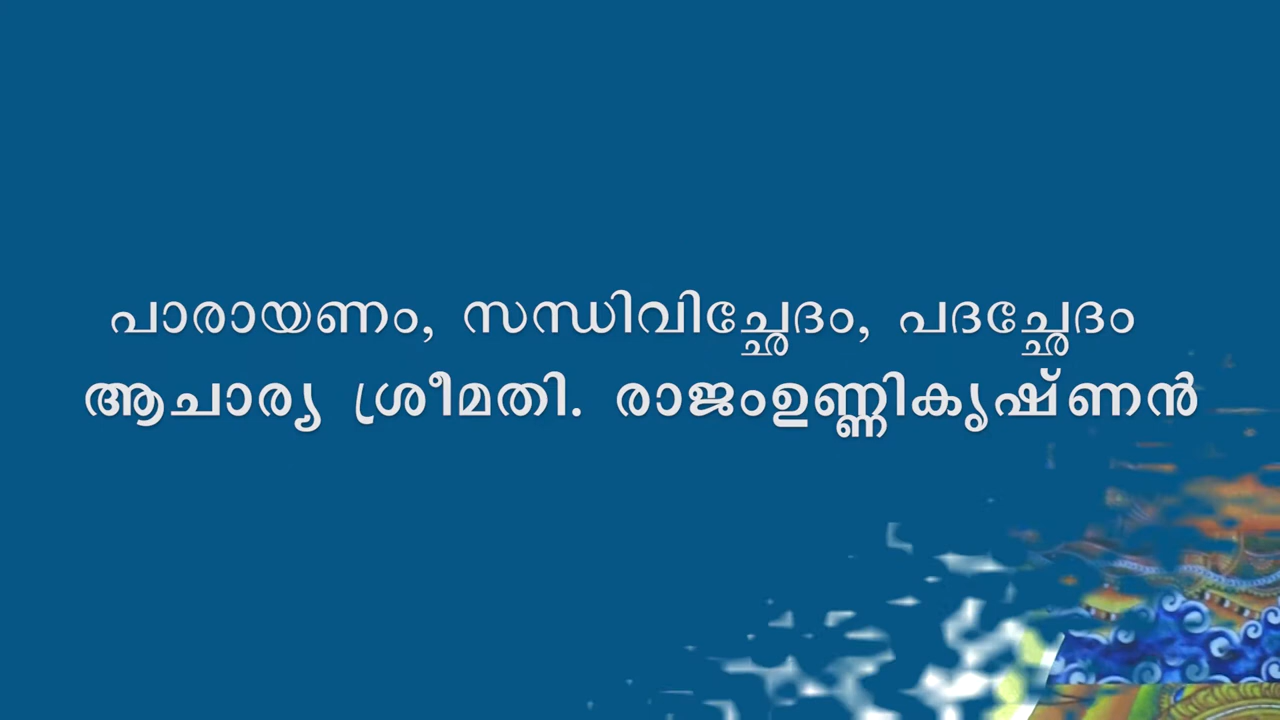 പാരായണം, സന്ധിവിച്ഛേദം, പദച്ഛേദം
ആചാര്യ ശ്രീമതി. രാജംഉണ്ണികൃഷ്ണൻ